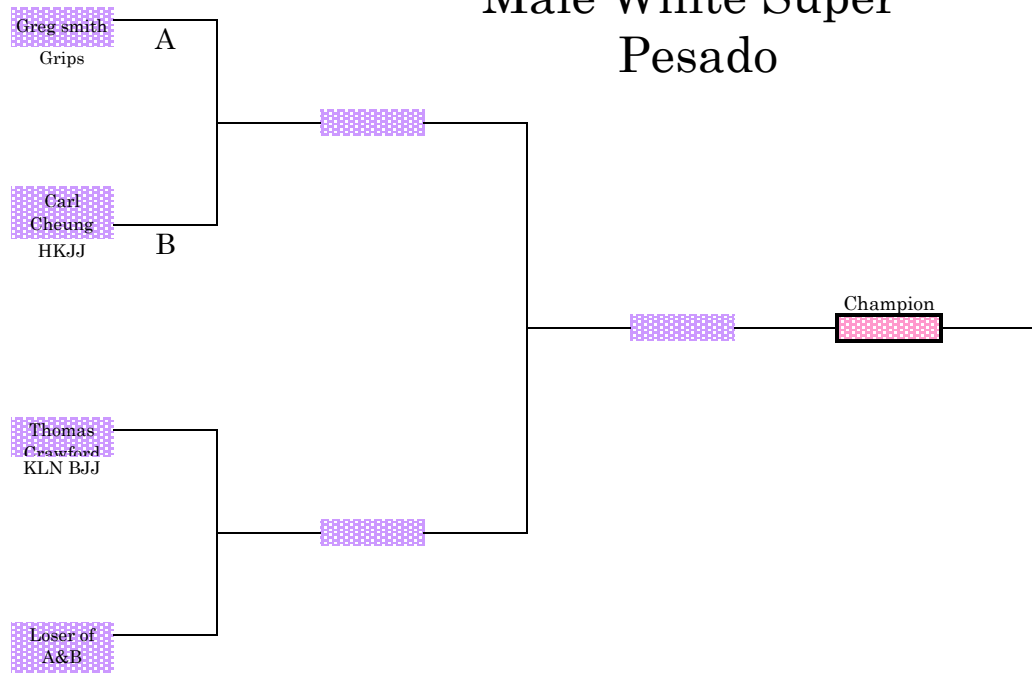 Male White Super
Pesado
Greg smith
Grips
A
Carl
Cheung
HKJJ
B
Champion
Thomas
Crawford
KLN BJJ
Loser of
A&B